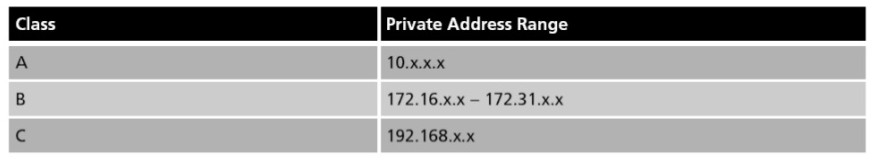 Class Private Address Range
A 10.x.x.x
B 172.16.x.x – 172.31.x.x
C 192.168.x.x